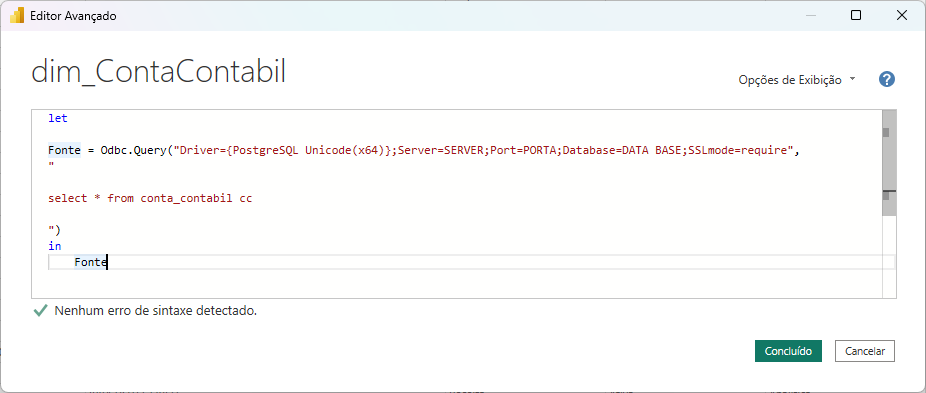 Editor Avançado
dim_ContaContabil
Opções de Exibição
?
let
Fonte = Odbc.Query("Driver={PostgreSQL Unicode(x64)};Server=SERVER;Port=PORTA;Database=DATA BASE;SSLmode=require",
"
select * from conta_contabil cc
")
in
Fonte
Nenhum erro de sintaxe detectado.
Concluído
Cancelar